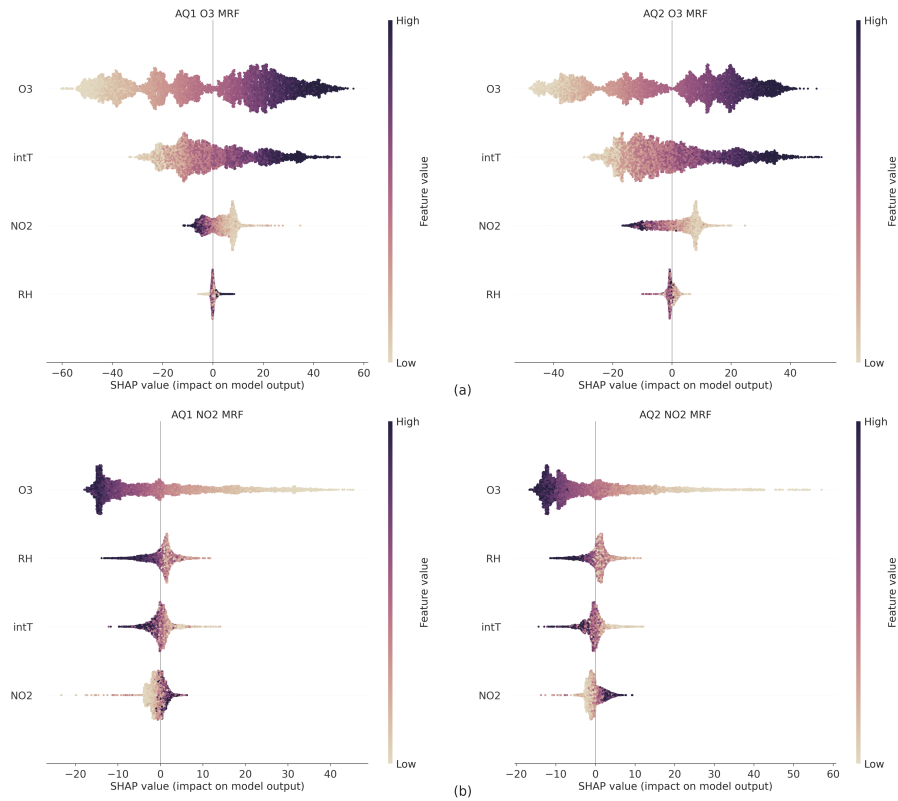 AQ1 O3 MRF
High
O3
intT
NO2
RH
Feature value
Low
−60 −40 −20 0 20 40 60
SHAP value (impact on model output)
AQ2 O3 MRF
High
O3
intT
NO2
RH
Feature value
Low
−40 −20 0 20 40
SHAP value (impact on model output)
(a)
AQ1 NO2 MRF
High
O3
RH
intT
NO2
Feature value
Low
−20 −10 0 10 20 30 40
SHAP value (impact on model output)
AQ2 NO2 MRF
High
O3
RH
intT
NO2
Feature value
Low
−20 −10 0 10 20 30 40 50 60
SHAP value (impact on model output)
(b)